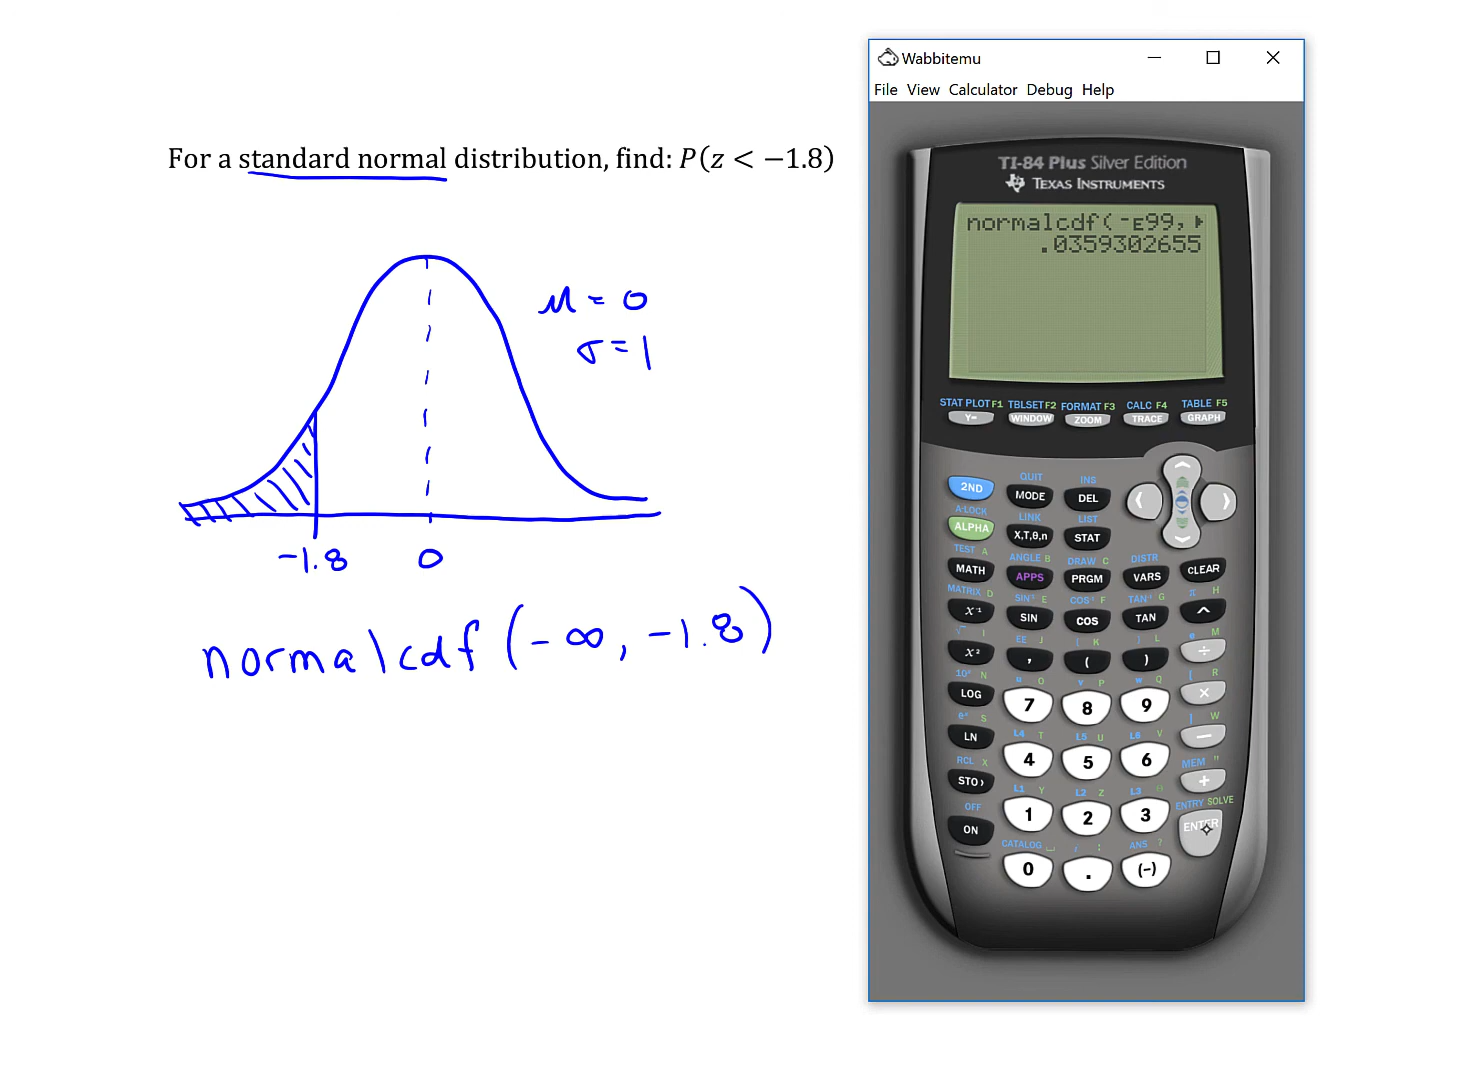 For a standard normal distribution, find: P(z < −1.8)
μ = 0
σ = 1
-1.8
0
normalcdf (-∞, -1.8)
Wabbitemu
File View Calculator Debug Help
TI-84 Plus Silver Edition
TEXAS INSTRUMENTS
normalcdf(-E99,
.0359302655
STAT PLOT F1 TBLSET F2 FORMAT F3 CALC F4 TABLE F5
Y= WINDOW ZOOM TRACE GRAPH
QUIT INS
2ND MODE DEL
A-LOCK LINK LIST
ALPHA X,T,θ,n STAT
TEST A ANGLE B DRAW C DISTR
MATH APPS PRGM VARS CLEAR
MATRIX D SIN⁻¹ E COS⁻¹ F TAN⁻¹ G π H
X⁻¹ SIN COS TAN ^
√ I EE J { K } L e M
X² , ( ) ÷
10ˣ N u O v P w Q [ R
LOG 7 8 9 ×
eˣ S L4 T L5 U L6 V ] W
LN 4 5 6 −
RCL X L1 Y L2 Z L3 θ MEM "
STO› 1 2 3 +
OFF ENTRY SOLVE
ON ENTER
CATALOG : ANS ?
0 . (-)